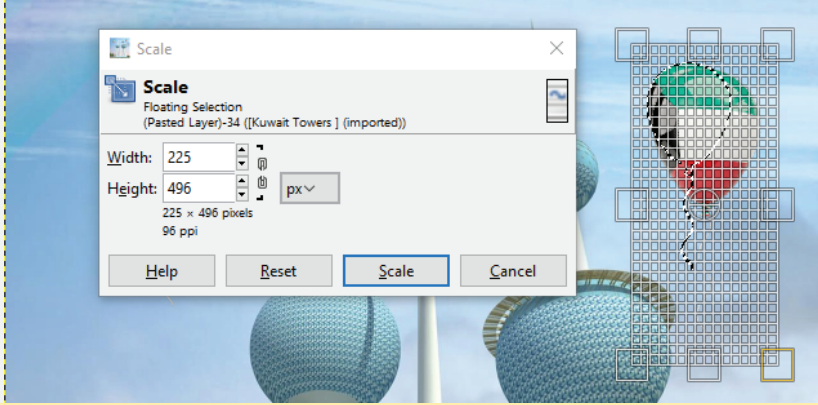 Scale
Scale
Floating Selection
(Pasted Layer)-34 ([Kuwait Towers ] (imported))
Width: 225
Height: 496 px
225 × 496 pixels
96 ppi
Help Reset Scale Cancel